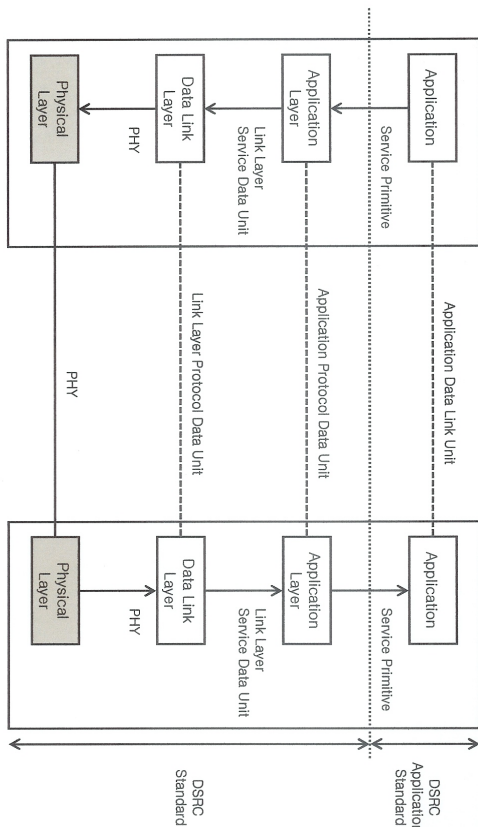 Application
Application Data Link Unit
Application
DSRC
Application
Standard
Service Primitive
Service Primitive
Application
Layer
Application Protocol Data Unit
Application
Layer
Link Layer
Service Data Unit
Link Layer
Service Data Unit
Data Link
Layer
Link Layer Protocol Data Unit
Data Link
Layer
DSRC
Standard
PHY
PHY
Physical
Layer
PHY
Physical
Layer